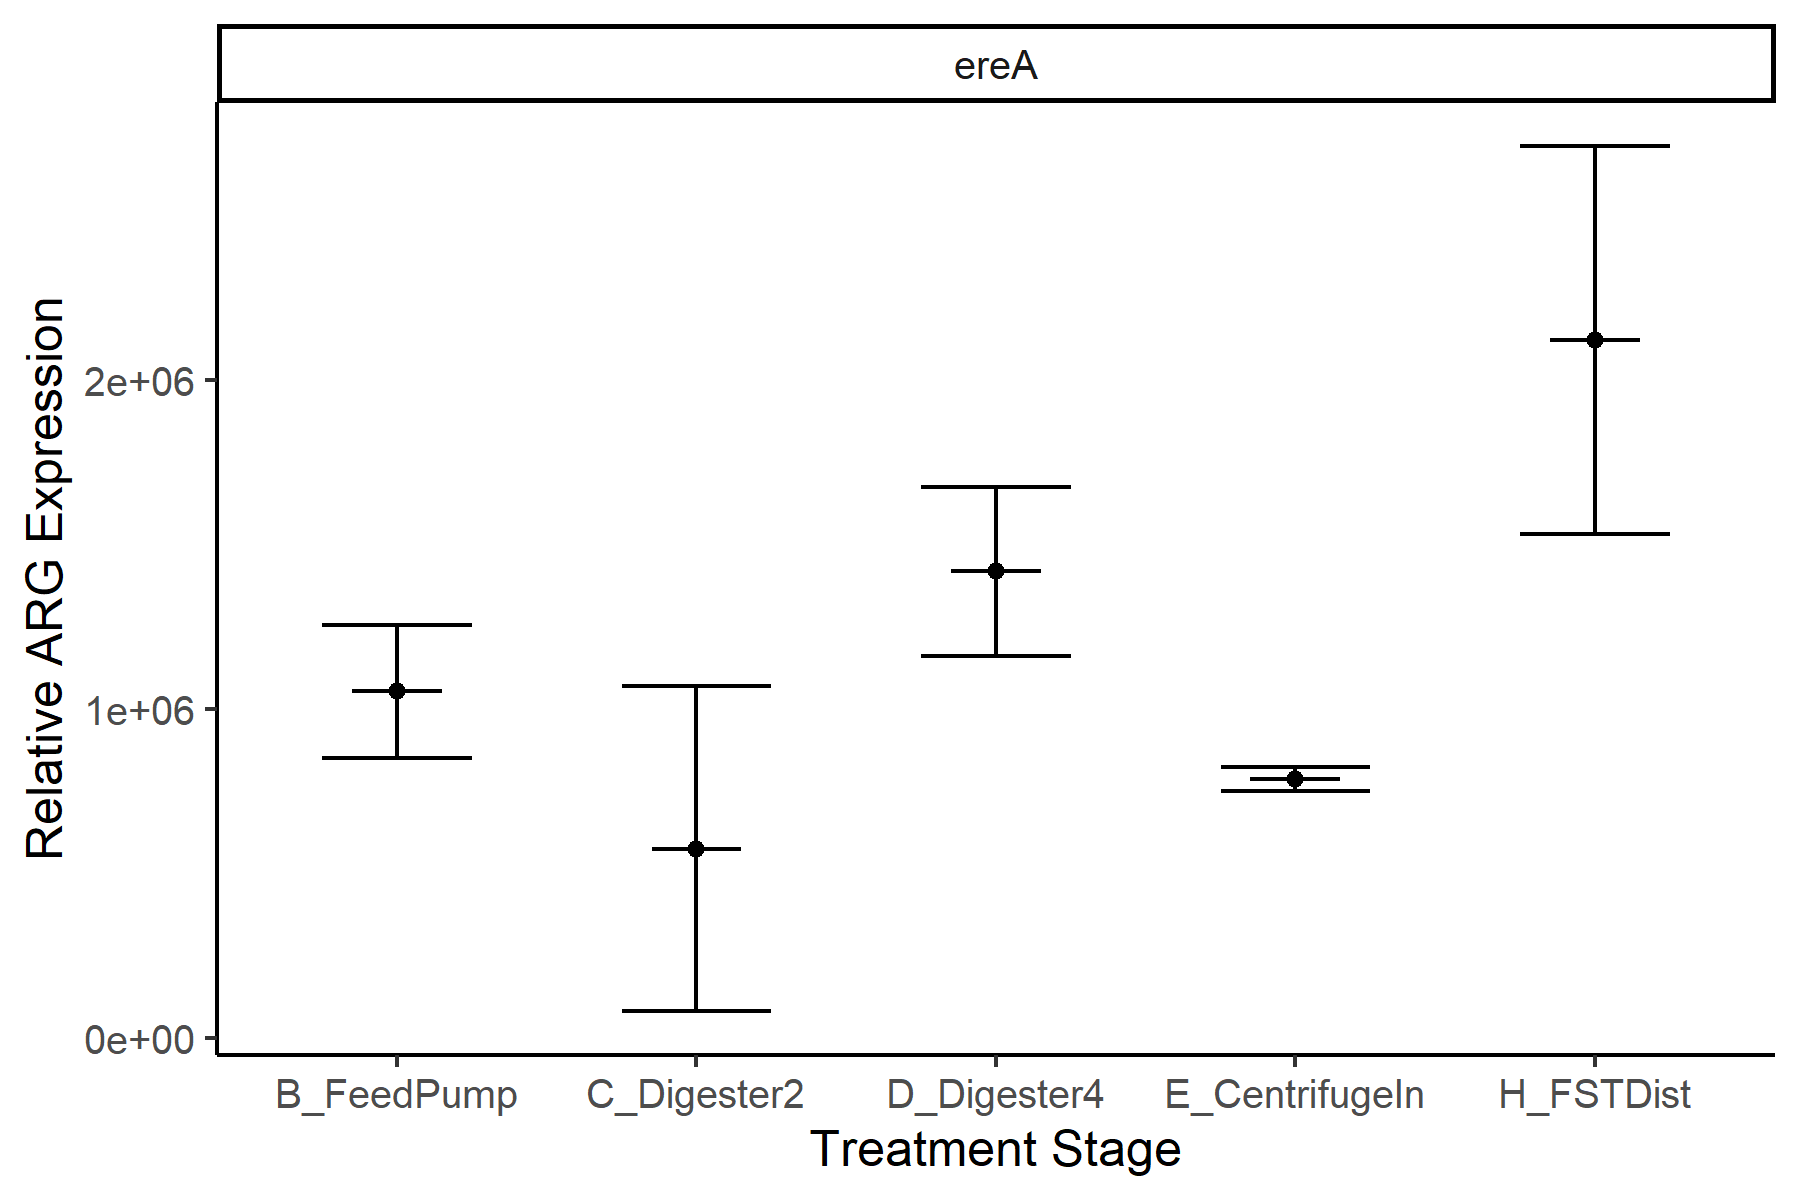 ereA
Relative ARG Expression
2e+06
1e+06
0e+00
B_FeedPump C_Digester2 D_Digester4 E_CentrifugeIn H_FSTDist
Treatment Stage